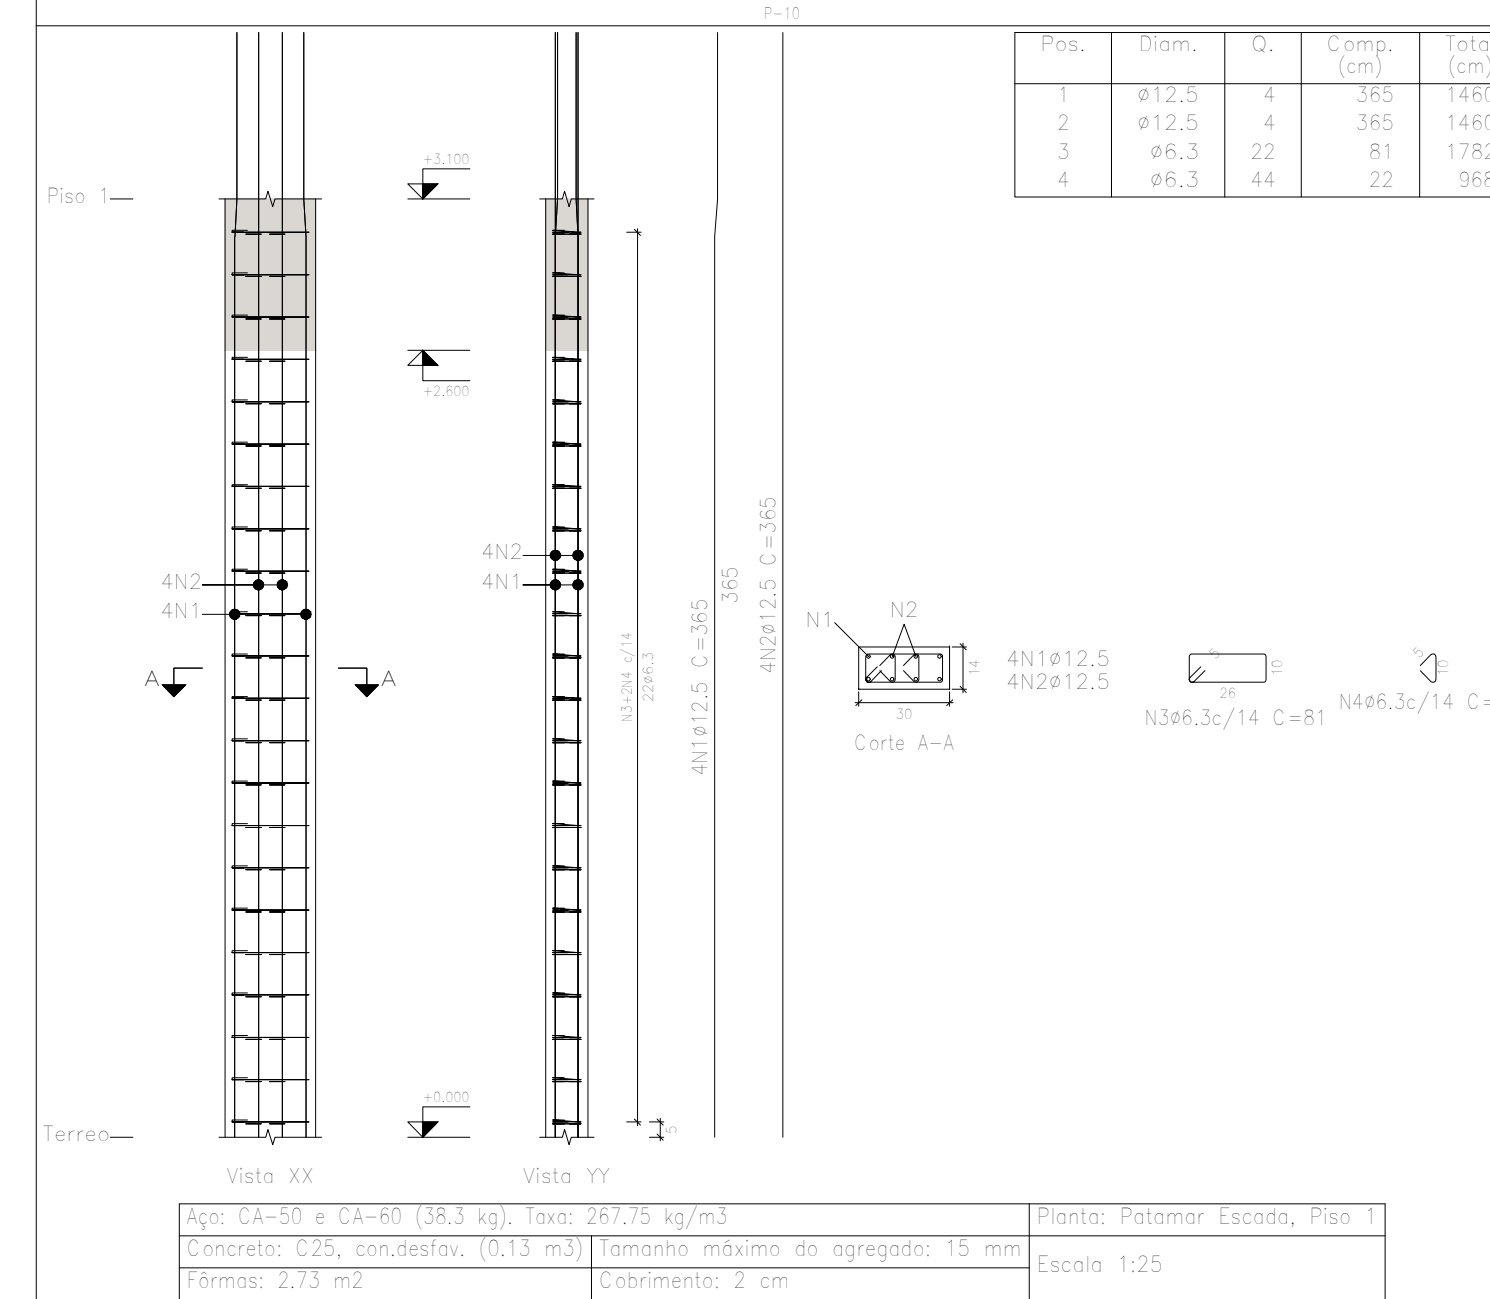 P-10
Pos. Diam. Q. Comp. (cm) Tota (cm)
1 ø12.5 4 365 1460
2 ø12.5 4 365 1460
3 ø6.3 22 81 1782
4 ø6.3 44 22 968
+3.100
Piso 1
+2.600
4N2
4N1
4N2
4N1
A
A
N3+2N4 c/14
22ø6.3
4N1ø12.5 C=365
365
4N2ø12.5 C=365
N1
N2
14
30
Corte A-A
4N1ø12.5
4N2ø12.5
5
10
26
N3ø6.3c/14 C=81
5
10
N4ø6.3c/14 C=
+0.000
5
Terreo
Vista XX
Vista YY
Aço: CA-50 e CA-60 (38.3 kg). Taxa: 267.75 kg/m3
Planta: Patamar Escada, Piso 1
Concreto: C25, con.desfav. (0.13 m3)
Tamanho máximo do agregado: 15 mm
Escala 1:25
Fôrmas: 2.73 m2
Cobrimento: 2 cm